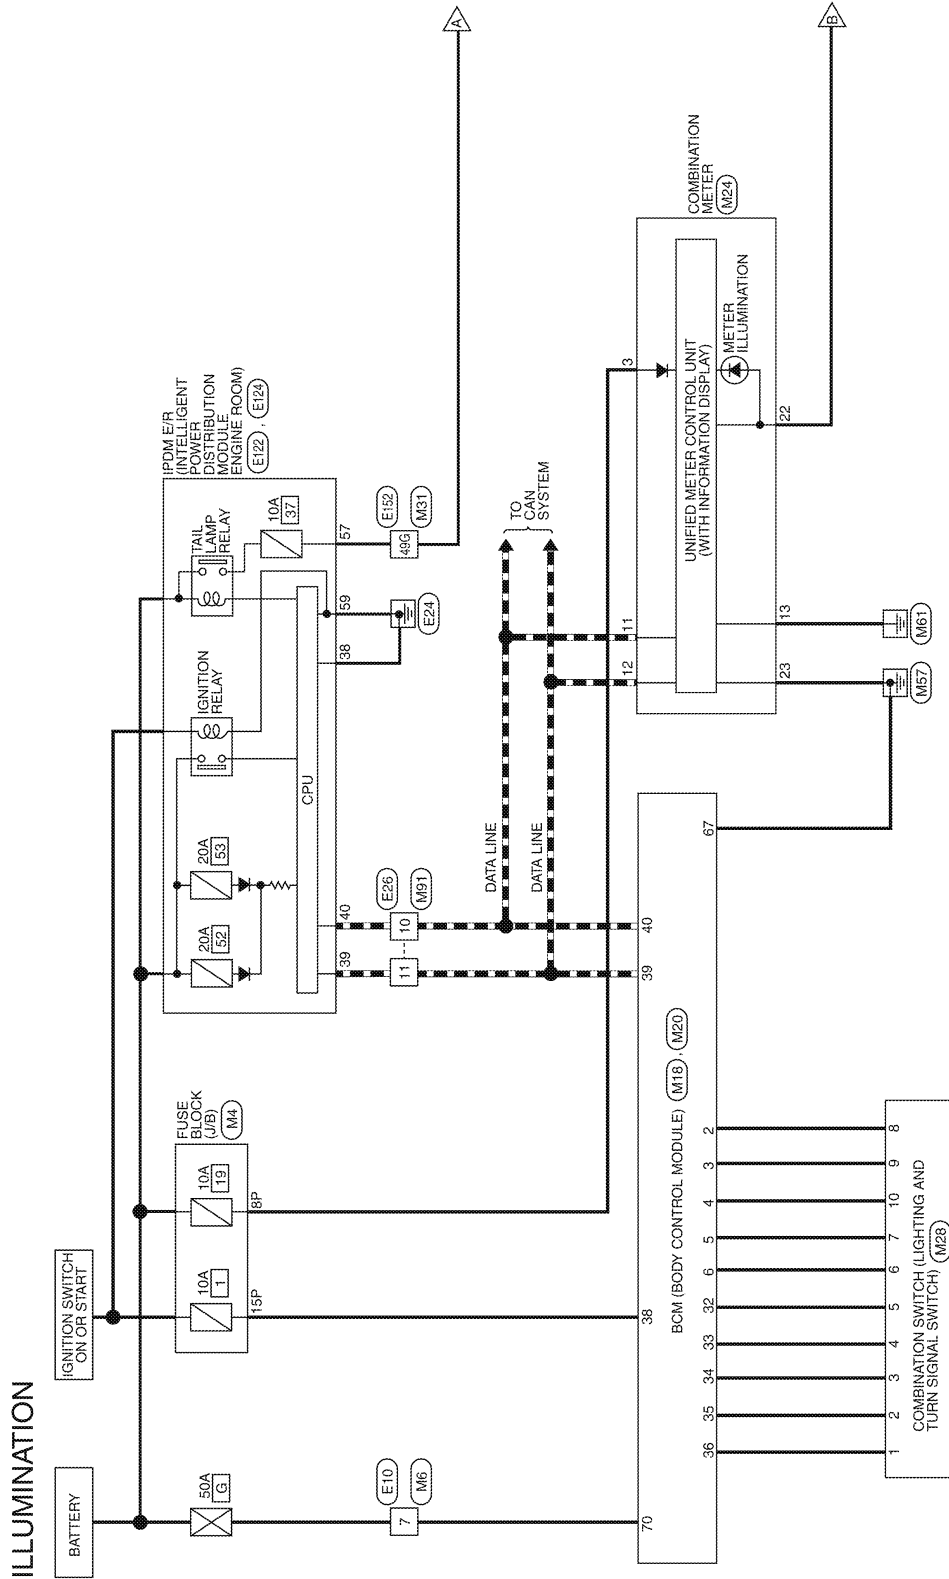 ILLUMINATION
BATTERY
IGNITION SWITCH
ON OR START
50A
G
10A
1
10A
19
FUSE
BLOCK
(J/B)
M4
15P
8P
20A
52
20A
53
IGNITION
RELAY
TAIL
LAMP
RELAY
10A
37
IPDM E/R
(INTELLIGENT
POWER
DISTRIBUTION
MODULE
ENGINE ROOM)
E122 , E124
CPU
39
40
38
59
57
E10
7
M6
E26
11
10
M91
E24
E152
49G
M31
A
DATA LINE
DATA LINE
TO
CAN
SYSTEM
70
38
39
40
BCM (BODY CONTROL MODULE) M18 , M20
36
35
34
33
32
6
5
4
3
2
67
12
11
3
COMBINATION
METER
M24
UNIFIED METER CONTROL UNIT
(WITH INFORMATION DISPLAY)
METER
ILLUMINATION
23
13
22
B
M57
M61
1
2
3
4
5
6
7
10
9
8
COMBINATION SWITCH (LIGHTING AND
TURN SIGNAL SWITCH) M28